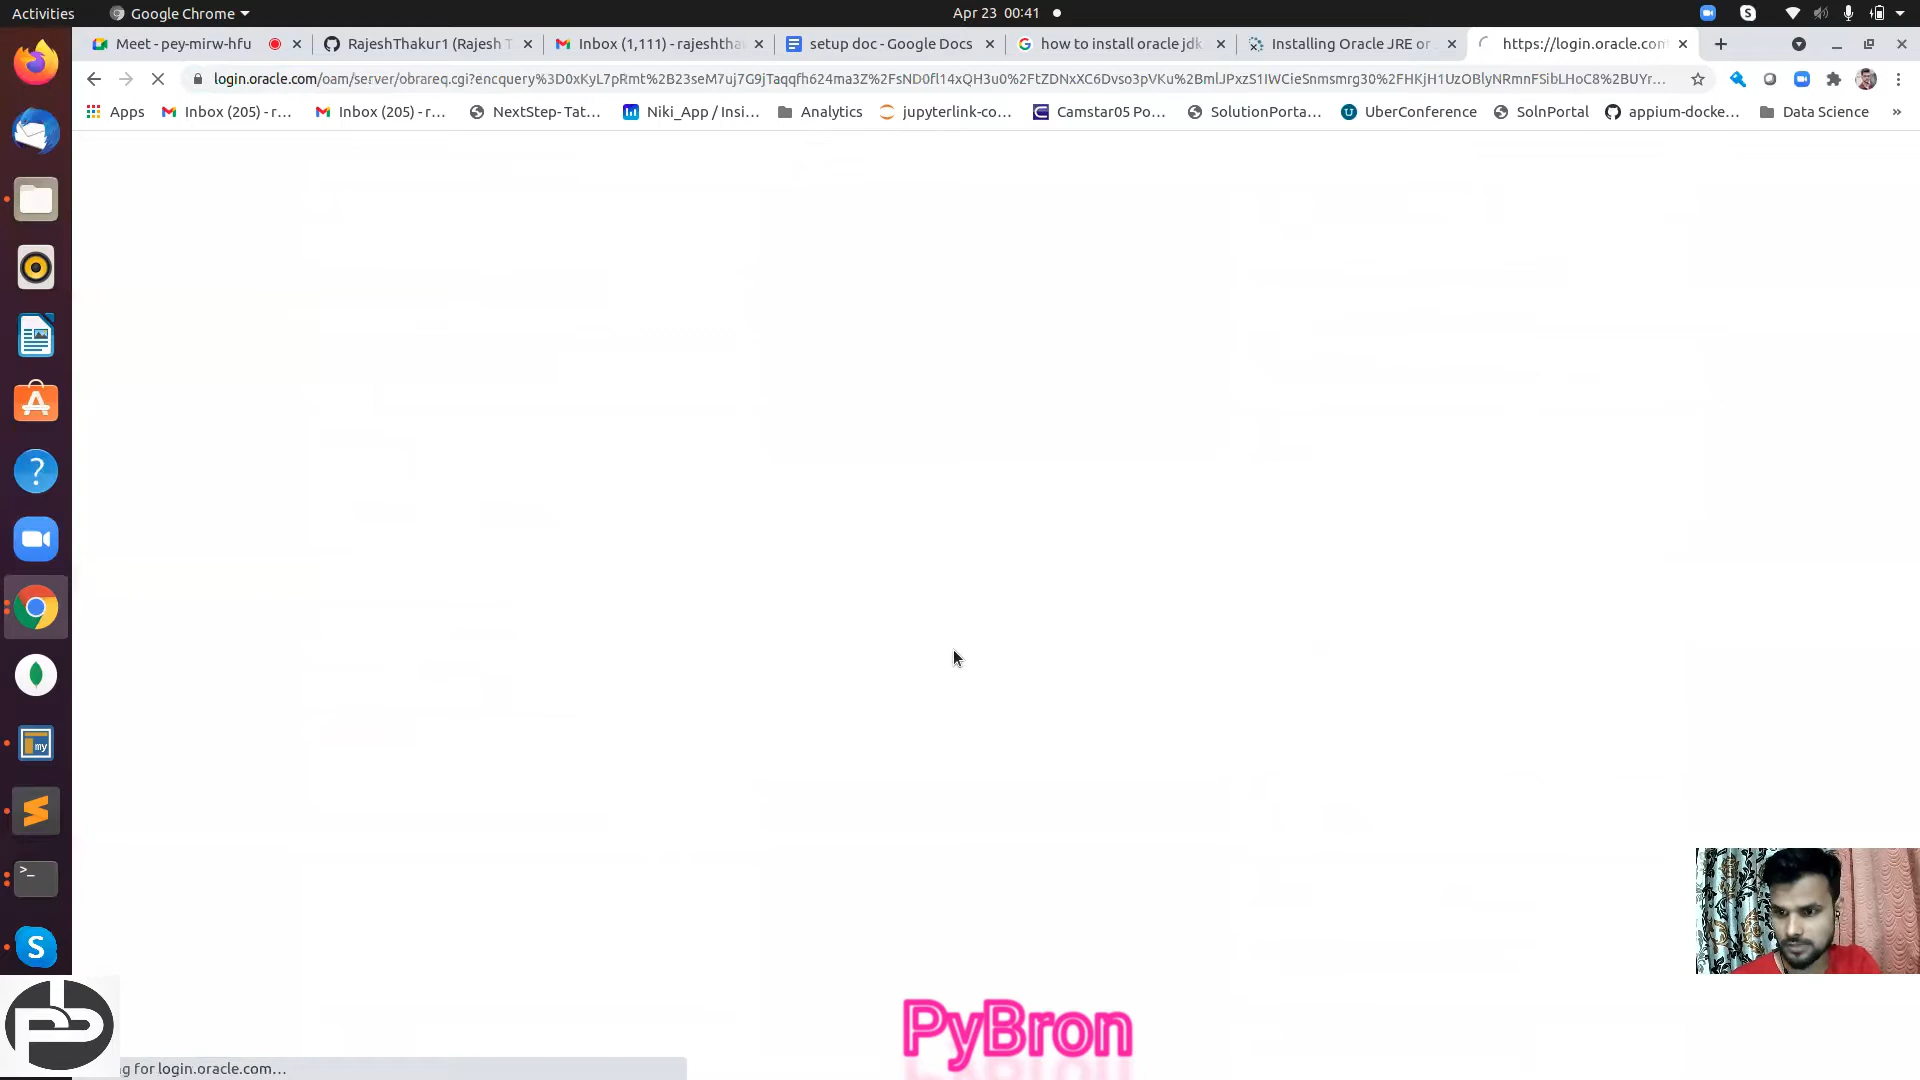 Activities
Google Chrome
Apr 23 00:41
Meet - pey-mirw-hfu
RajeshThakur1 (Rajesh T
Inbox (1,111) - rajeshtha
setup doc - Google Docs
how to install oracle jdk
Installing Oracle JRE or
https://login.oracle.com
login.oracle.com/oam/server/obrareq.cgi?encquery%3D0xKyL7pRmt%2B23seM7uj7G9jTaqqfh624ma3Z%2FsND0fl14xQH3u0%2FtZDNxXC6Dvso3pVKu%2BmlJPxzS1IWCieSnmsmrg30%2FHKjH1UzOBlyNRmnFSibLHoC8%2BUYr...
Apps
Inbox (205) - r...
Inbox (205) - r...
NextStep- Tat...
Niki_App / Insi...
Analytics
jupyterlink-co...
Camstar05 Po...
SolutionPorta...
UberConference
SolnPortal
appium-docke...
Data Science
»
my
PyBron
g for login.oracle.com...